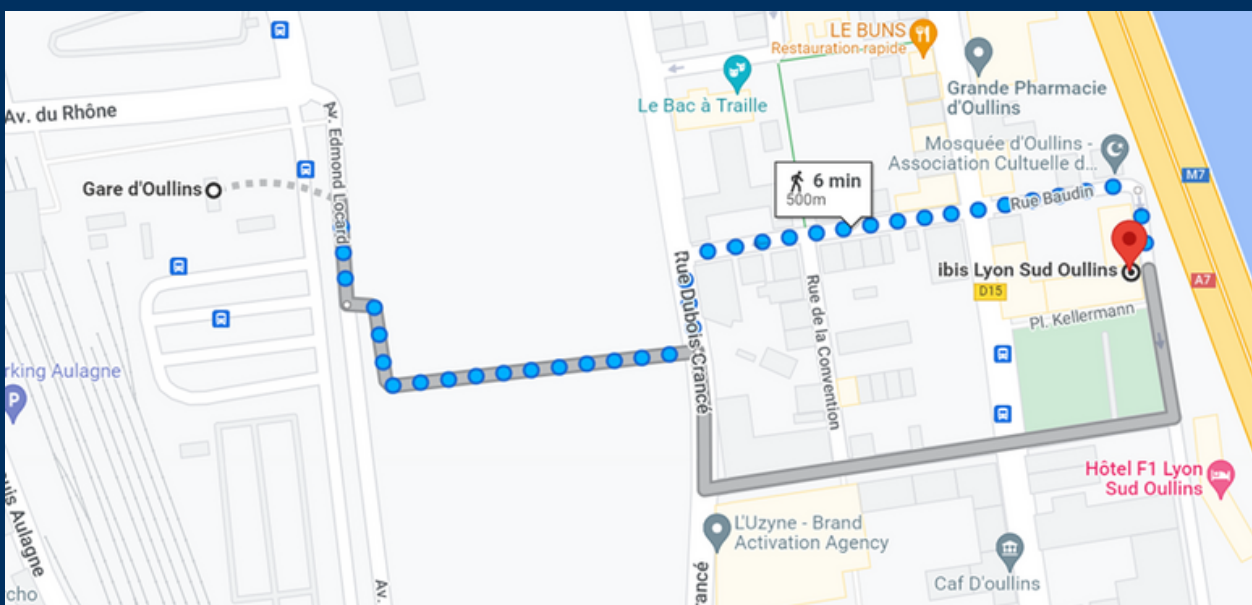 LE BUNS
Restauration-rapide
Grande Pharmacie
d'Oullins
Le Bac à Traille
Av. du Rhône
Av. Edmond Locard
Mosquée d'Oullins -
Association Cultuelle d...
Gare d'Oullins
6 min
500m
M7
Rue Baudin
Rue Dubois Crancé
ibis Lyon Sud Oullins
A7
D15
Rue de la Convention
Pl. Kellermann
rking Aulagne
P
Hôtel F1 Lyon
Sud Oullins
uis Aulagne
L'Uzyne - Brand
Activation Agency
Caf D'oullins
Av.
ancé
cho